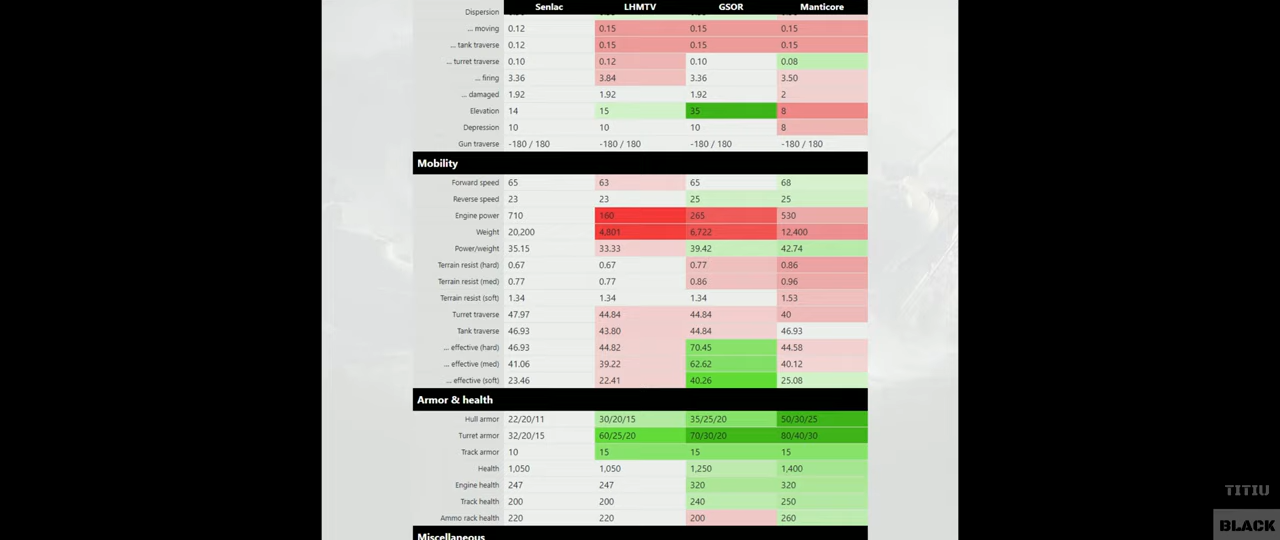 Senlac LHMTV GSOR Manticore
Dispersion
... moving 0.12 0.15 0.15 0.15
... tank traverse 0.12 0.15 0.15 0.15
... turret traverse 0.10 0.12 0.10 0.08
... firing 3.36 3.84 3.36 3.50
... damaged 1.92 1.92 1.92 2
Elevation 14 15 35 8
Depression 10 10 10 8
Gun traverse -180 / 180 -180 / 180 -180 / 180 -180 / 180
Mobility
Forward speed 65 63 65 68
Reverse speed 23 23 25 25
Engine power 710 160 265 530
Weight 20,200 4,801 6,722 12,400
Power/weight 35.15 33.33 39.42 42.74
Terrain resist (hard) 0.67 0.67 0.77 0.86
Terrain resist (med) 0.77 0.77 0.86 0.96
Terrain resist (soft) 1.34 1.34 1.34 1.53
Turret traverse 47.97 44.84 44.84 40
Tank traverse 46.93 43.80 44.84 46.93
... effective (hard) 46.93 44.82 70.45 44.58
... effective (med) 41.06 39.22 62.62 40.12
... effective (soft) 23.46 22.41 40.26 25.08
Armor & health
Hull armor 22/20/11 30/20/15 35/25/20 50/30/25
Turret armor 32/20/15 60/25/20 70/30/20 80/40/30
Track armor 10 15 15 15
Health 1,050 1,050 1,250 1,400
Engine health 247 247 320 320
Track health 200 200 240 250
Ammo rack health 220 220 200 260
Miscellaneous
TITIU
BLACK